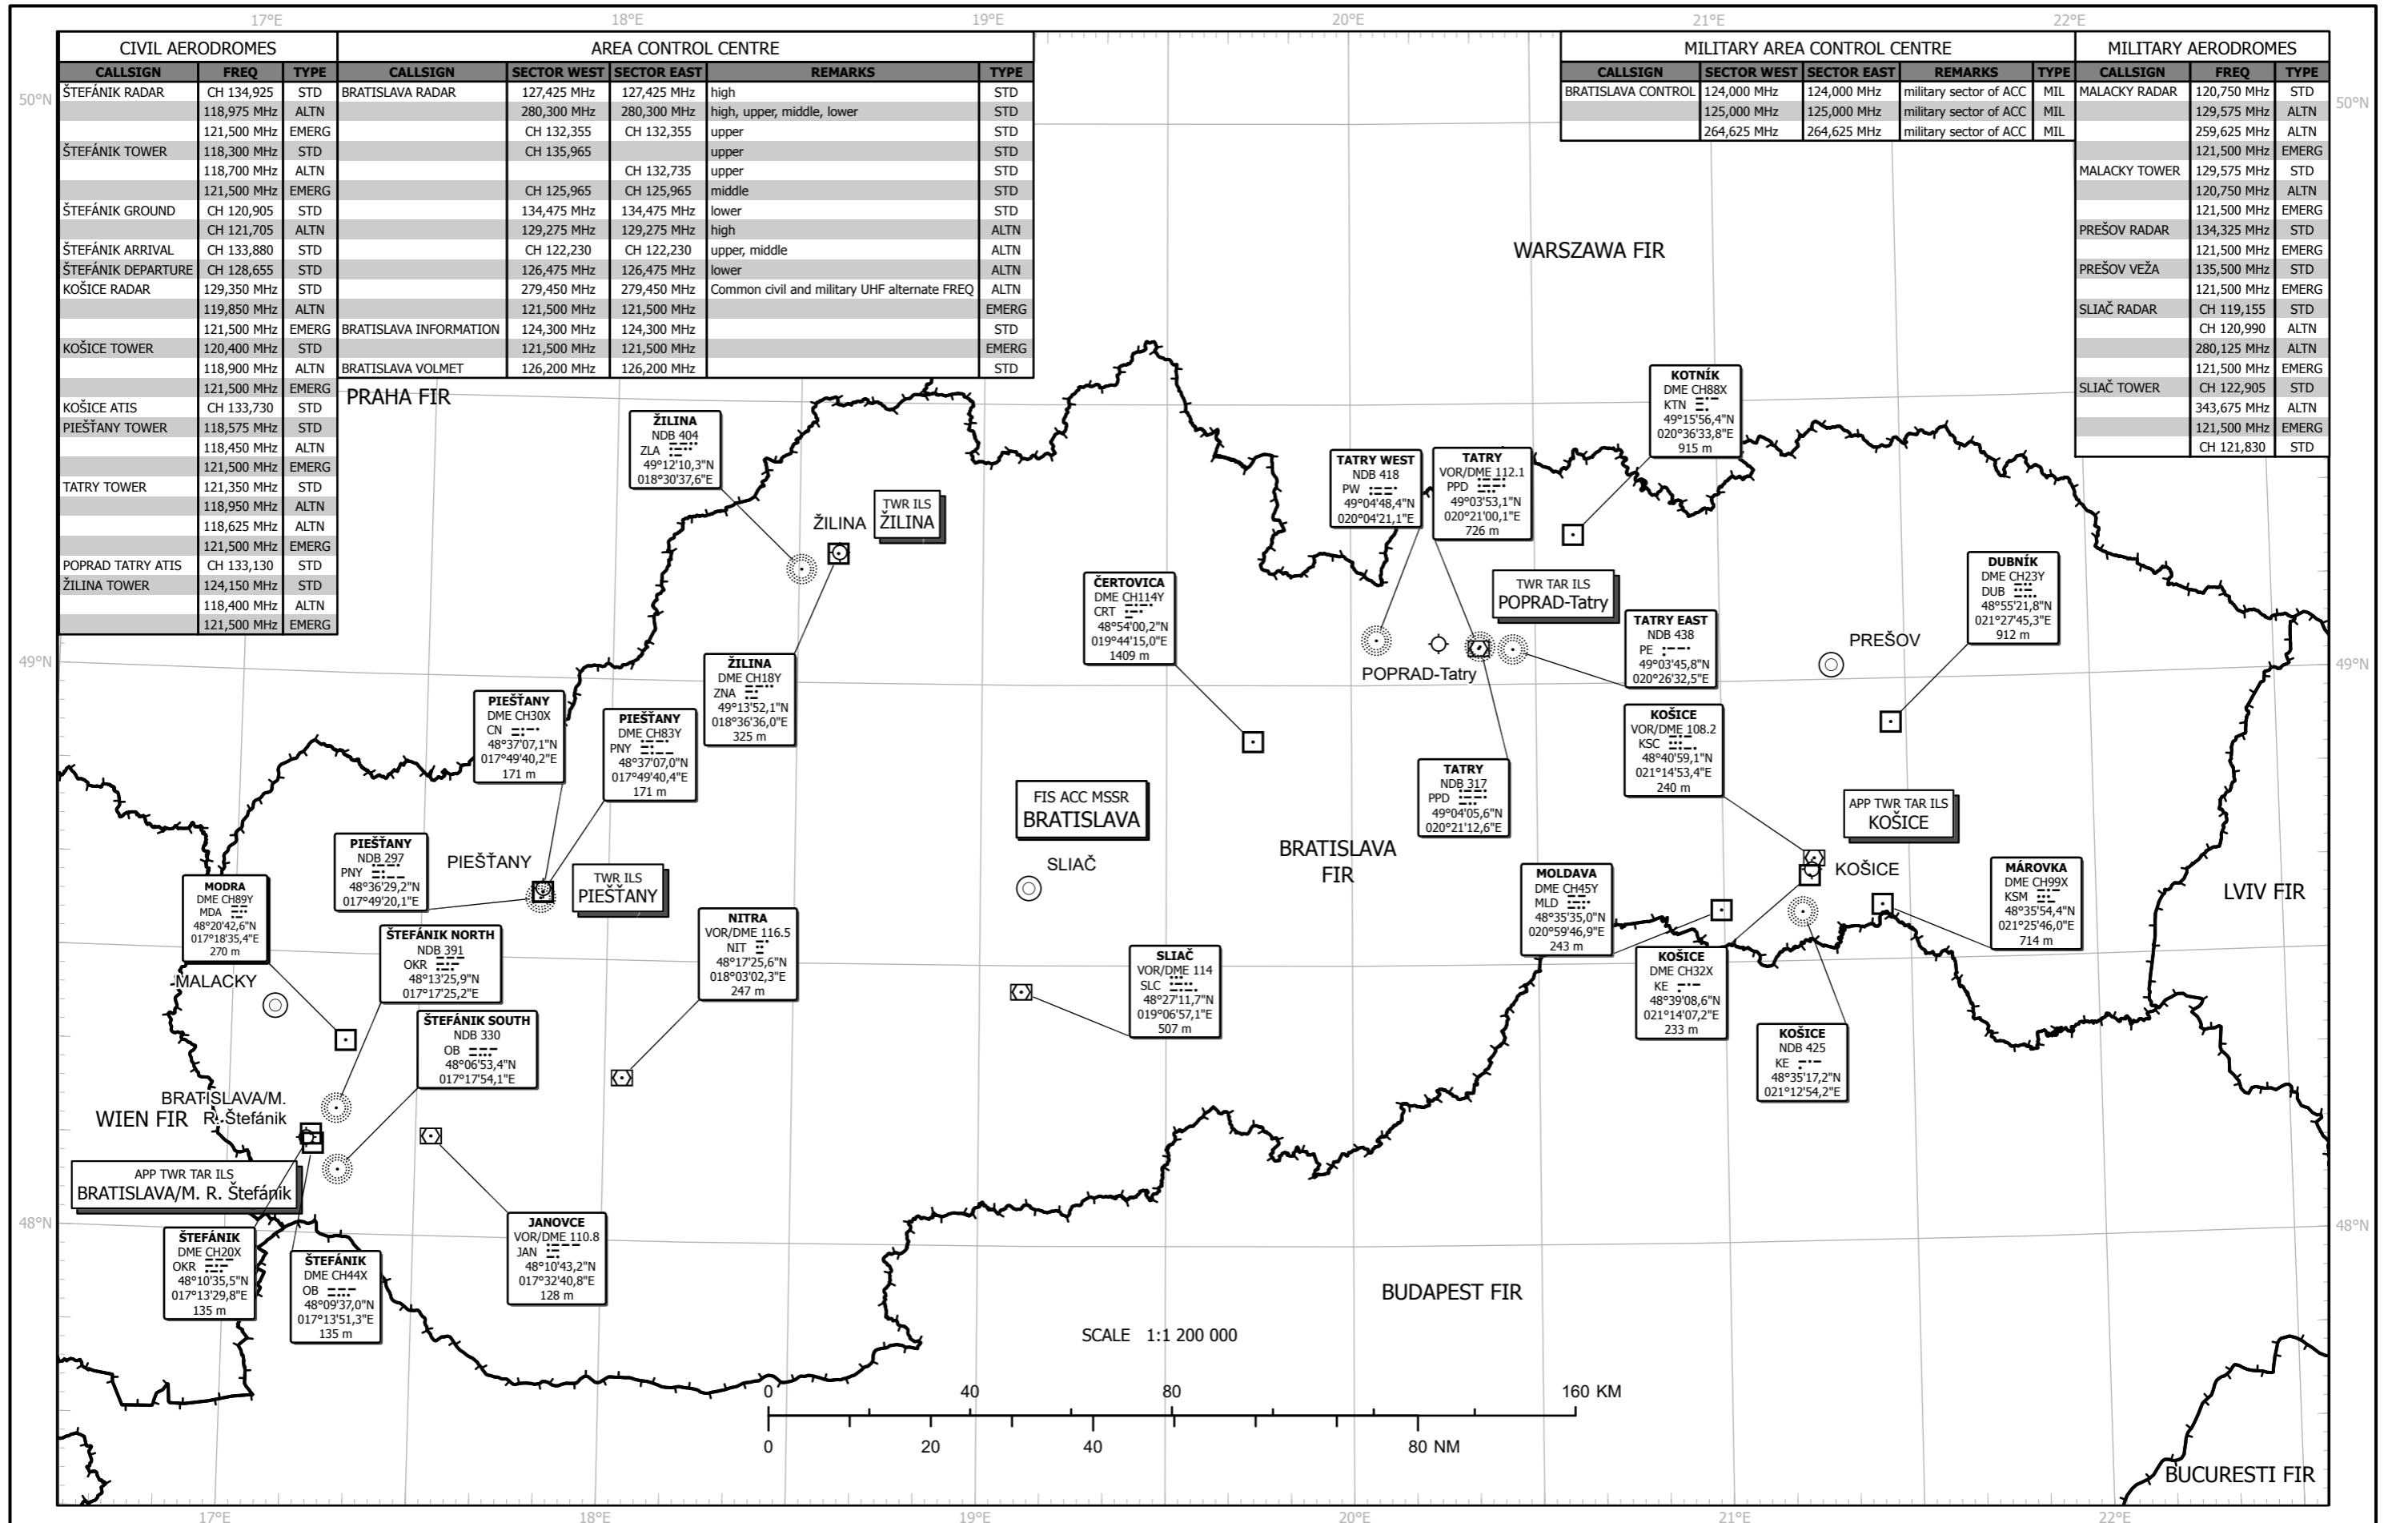 17°E 18°E 19°E 20°E 21°E 22°E
CIVIL AERODROMES
CALLSIGN FREQ TYPE
ŠTEFÁNIK RADAR CH 134,925 STD
118,975 MHz ALTN
121,500 MHz EMERG
ŠTEFÁNIK TOWER 118,300 MHz STD
118,700 MHz ALTN
121,500 MHz EMERG
ŠTEFÁNIK GROUND CH 120,905 STD
CH 121,705 ALTN
ŠTEFÁNIK ARRIVAL CH 133,880 STD
ŠTEFÁNIK DEPARTURE CH 128,655 STD
KOŠICE RADAR 129,350 MHz STD
119,850 MHz ALTN
121,500 MHz EMERG
KOŠICE TOWER 120,400 MHz STD
118,900 MHz ALTN
121,500 MHz EMERG
KOŠICE ATIS CH 133,730 STD
PIEŠŤANY TOWER 118,575 MHz STD
118,450 MHz ALTN
121,500 MHz EMERG
TATRY TOWER 121,350 MHz STD
118,950 MHz ALTN
118,625 MHz ALTN
121,500 MHz EMERG
POPRAD TATRY ATIS CH 133,130 STD
ŽILINA TOWER 124,150 MHz STD
118,400 MHz ALTN
121,500 MHz EMERG
AREA CONTROL CENTRE
CALLSIGN SECTOR WEST SECTOR EAST REMARKS TYPE
BRATISLAVA RADAR 127,425 MHz 127,425 MHz high STD
280,300 MHz 280,300 MHz high, upper, middle, lower STD
CH 132,355 CH 132,355 upper STD
CH 135,965 upper STD
CH 132,735 upper STD
CH 125,965 CH 125,965 middle STD
134,475 MHz 134,475 MHz lower STD
129,275 MHz 129,275 MHz high ALTN
CH 122,230 CH 122,230 upper, middle ALTN
126,475 MHz 126,475 MHz lower ALTN
279,450 MHz 279,450 MHz Common civil and military UHF alternate FREQ ALTN
121,500 MHz 121,500 MHz EMERG
BRATISLAVA INFORMATION 124,300 MHz 124,300 MHz STD
121,500 MHz 121,500 MHz EMERG
BRATISLAVA VOLMET 126,200 MHz 126,200 MHz STD
MILITARY AREA CONTROL CENTRE
CALLSIGN SECTOR WEST SECTOR EAST REMARKS TYPE
BRATISLAVA CONTROL 124,000 MHz 124,000 MHz military sector of ACC MIL
125,000 MHz 125,000 MHz military sector of ACC MIL
264,625 MHz 264,625 MHz military sector of ACC MIL
MILITARY AERODROMES
CALLSIGN FREQ TYPE
MALACKY RADAR 120,750 MHz STD
129,575 MHz ALTN
259,625 MHz ALTN
121,500 MHz EMERG
MALACKY TOWER 129,575 MHz STD
120,750 MHz ALTN
121,500 MHz EMERG
PREŠOV RADAR 134,325 MHz STD
121,500 MHz EMERG
PREŠOV VEŽA 135,500 MHz STD
121,500 MHz EMERG
SLIAČ RADAR CH 119,155 STD
CH 120,990 ALTN
280,125 MHz ALTN
121,500 MHz EMERG
SLIAČ TOWER CH 122,905 STD
343,675 MHz ALTN
121,500 MHz EMERG
CH 121,830 STD
50°N
50°N
WARSZAWA FIR
PRAHA FIR
KOTNÍK
DME CH88X
KTN
49°15'56,4"N
020°36'33,8"E
915 m
ŽILINA
NDB 404
ZLA
49°12'10,3"N
018°30'37,6"E
TWR ILS
ŽILINA
ŽILINA
TATRY WEST
NDB 418
PW
49°04'48,4"N
020°04'21,1"E
TATRY
VOR/DME 112.1
PPD
49°03'53,1"N
020°21'00,1"E
726 m
ČERTOVICA
DME CH114Y
CRT
48°54'00,2"N
019°44'15,0"E
1409 m
TWR TAR ILS
POPRAD-Tatry
POPRAD-Tatry
TATRY EAST
NDB 438
PE
49°03'45,8"N
020°26'32,5"E
PREŠOV
DUBNÍK
DME CH23Y
DUB
48°55'21,8"N
021°27'45,3"E
912 m
49°N
49°N
ŽILINA
DME CH18Y
ZNA
49°13'52,1"N
018°36'36,0"E
325 m
PIEŠŤANY
DME CH30X
CN
48°37'07,1"N
017°49'40,2"E
171 m
PIEŠŤANY
DME CH83Y
PNY
48°37'07,0"N
017°49'40,4"E
171 m
KOŠICE
VOR/DME 108.2
KSC
48°40'59,1"N
021°14'53,4"E
240 m
TATRY
NDB 317
PPD
49°04'05,6"N
020°21'12,6"E
FIS ACC MSSR
BRATISLAVA
APP TWR TAR ILS
KOŠICE
PIEŠŤANY
NDB 297
PNY
48°36'29,2"N
017°49'20,1"E
PIEŠŤANY
TWR ILS
PIEŠŤANY
SLIAČ
BRATISLAVA
FIR
KOŠICE
LVIV FIR
MODRA
DME CH89Y
MDA
48°20'42,6"N
017°18'35,4"E
270 m
MOLDAVA
DME CH45Y
MLD
48°35'35,0"N
020°59'46,9"E
243 m
MÁROVKA
DME CH99X
KSM
48°35'54,4"N
021°25'46,0"E
714 m
NITRA
VOR/DME 116.5
NIT
48°17'25,6"N
018°03'02,3"E
247 m
ŠTEFÁNIK NORTH
NDB 391
OKR
48°13'25,9"N
017°17'25,2"E
MALACKY
SLIAČ
VOR/DME 114
SLC
48°27'11,7"N
019°06'57,1"E
507 m
KOŠICE
DME CH32X
KE
48°39'08,6"N
021°14'07,2"E
233 m
ŠTEFÁNIK SOUTH
NDB 330
OB
48°06'53,4"N
017°17'54,1"E
KOŠICE
NDB 425
KE
48°35'17,2"N
021°12'54,2"E
BRATISLAVA/M.
R. Štefánik
WIEN FIR
APP TWR TAR ILS
BRATISLAVA/M. R. Štefánik
48°N
48°N
JANOVCE
VOR/DME 110.8
JAN
48°10'43,2"N
017°32'40,8"E
128 m
ŠTEFÁNIK
DME CH20X
OKR
48°10'35,5"N
017°13'29,8"E
135 m
ŠTEFÁNIK
DME CH44X
OB
48°09'37,0"N
017°13'51,3"E
135 m
BUDAPEST FIR
SCALE 1:1 200 000
0 40 80 160 KM
0 20 40 80 NM
BUCURESTI FIR
17°E 18°E 19°E 20°E 21°E 22°E